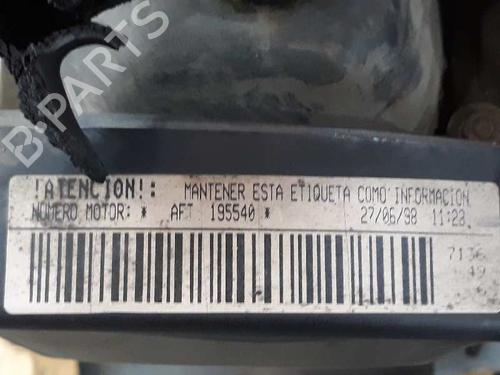 B-PARTS
!ATENCION!: MANTENER ESTA ETIQUETA COMO INFORMACION
NUMERO MOTOR: * AFT 195540 * 27/06/98 11:23
7136
49